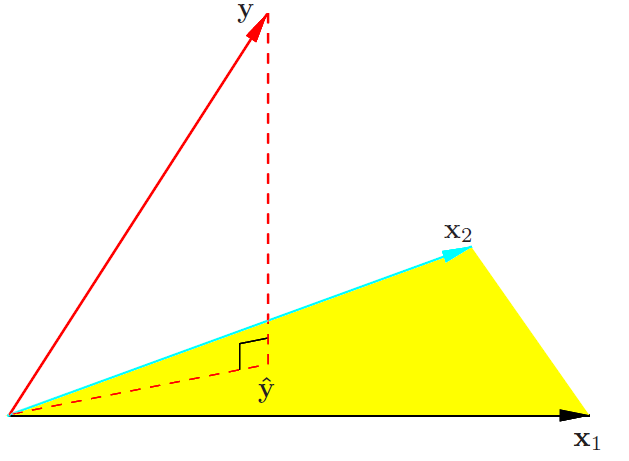 y
x₂
ŷ
x₁